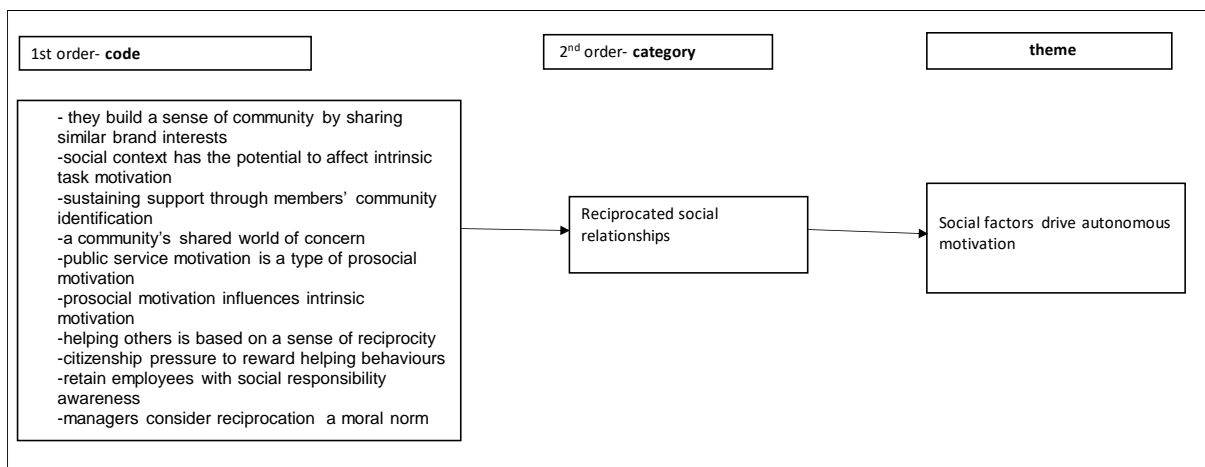 1st order- code
2nd order- category
theme
- they build a sense of community by sharing
similar brand interests
-social context has the potential to affect intrinsic
task motivation
-sustaining support through members’ community
identification
-a community’s shared world of concern
-public service motivation is a type of prosocial
motivation
-prosocial motivation influences intrinsic
motivation
-helping others is based on a sense of reciprocity
-citizenship pressure to reward helping behaviours
-retain employees with social responsibility
awareness
-managers consider reciprocation a moral norm
Reciprocated social
relationships
Social factors drive autonomous
motivation